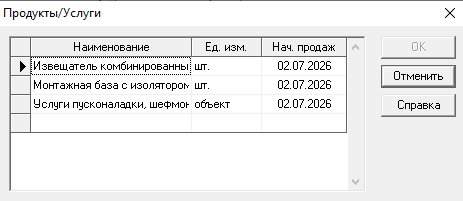 Продукты/Услуги
Наименование Ед. изм. Нач. продаж
Извещатель комбинированны шт. 02.07.2026
Монтажная база с изолятором шт. 02.07.2026
Услуги пусконаладки, шефмон объект 02.07.2026
OK
Отменить
Справка